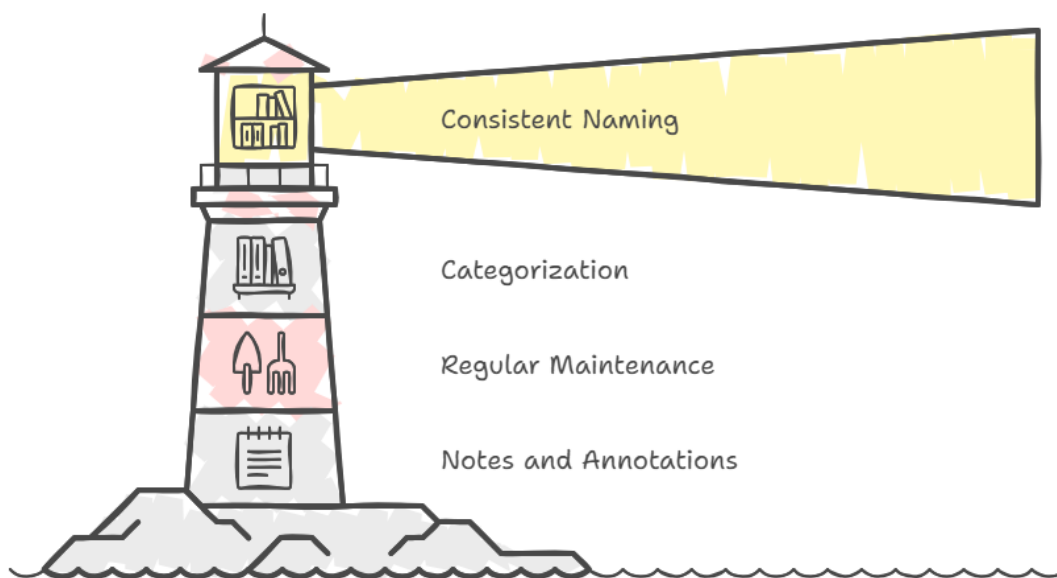 Consistent Naming
Categorization
Regular Maintenance
Notes and Annotations